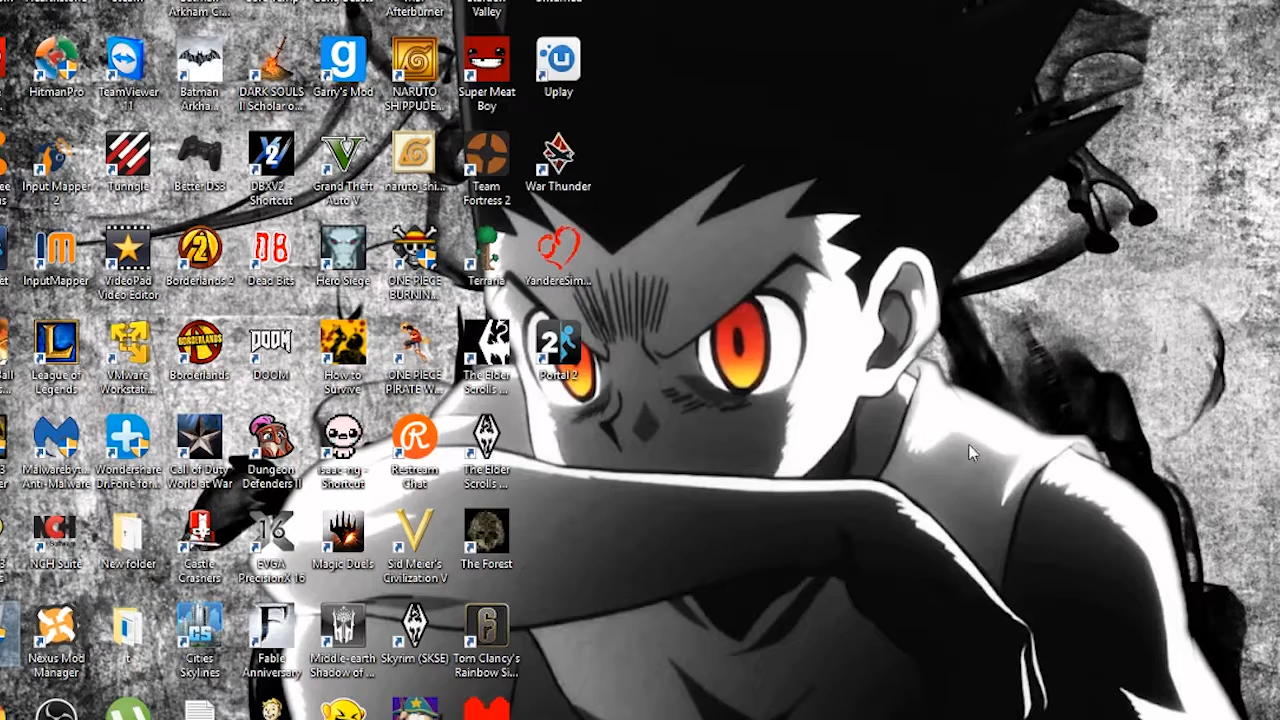 Arkham Ci...
Afterburner
Valley
HitmanPro
TeamViewer
11
Batman
Arkha...
DARK SOULS
II Scholar o...
Garry's Mod
NARUTO
SHIPPUDE...
Super Meat
Boy
Uplay
Input Mapper
2
Tunngle
Better DS3
DBXV2
Shortcut
Grand Theft
Auto V
naruto_shi...
Team
Fortress 2
War Thunder
InputMapper
VideoPad
Video Editor
Borderlands 2
Dead Bits
Hero Siege
ONE PIECE
BURNIN...
Terraria
YandereSim...
League of
Legends
VMware
Workstat...
Borderlands
DOOM
How to
Survive
ONE PIECE
PIRATE W...
The Elder
Scrolls ...
Portal 2
Malwarebyt...
Anti-Malware
Wondershare
Dr.Fone for...
Call of Duty
World at War
Dungeon
Defenders II
isaac-ng -
Shortcut
Restream
Chat
The Elder
Scrolls ...
NCH Suite
New folder
Castle
Crashers
EVGA
PrecisionX 16
Magic Duels
Sid Meier's
Civilization V
The Forest
Nexus Mod
Manager
Cities
Skylines
Fable
Anniversary
Middle-earth
Shadow of ...
Skyrim (SKSE)
Tom Clancy's
Rainbow Si...